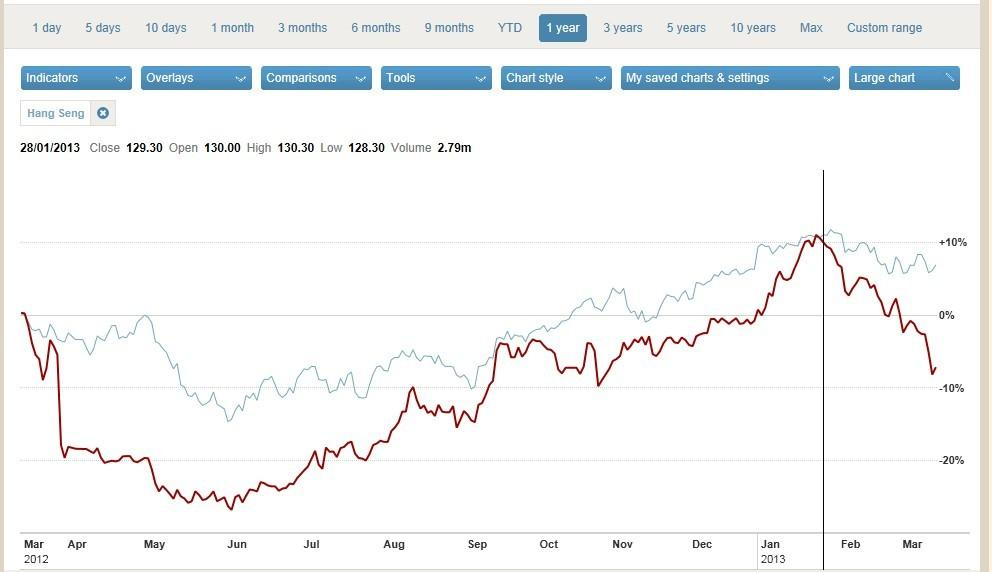 1 day 5 days 10 days 1 month 3 months 6 months 9 months YTD 1 year 3 years 5 years 10 years Max Custom range
Indicators Overlays Comparisons Tools Chart style My saved charts & settings Large chart
Hang Seng
28/01/2013 Close 129.30 Open 130.00 High 130.30 Low 128.30 Volume 2.79m
+10%
0%
-10%
-20%
Mar Apr May Jun Jul Aug Sep Oct Nov Dec Jan Feb Mar
2012 2013